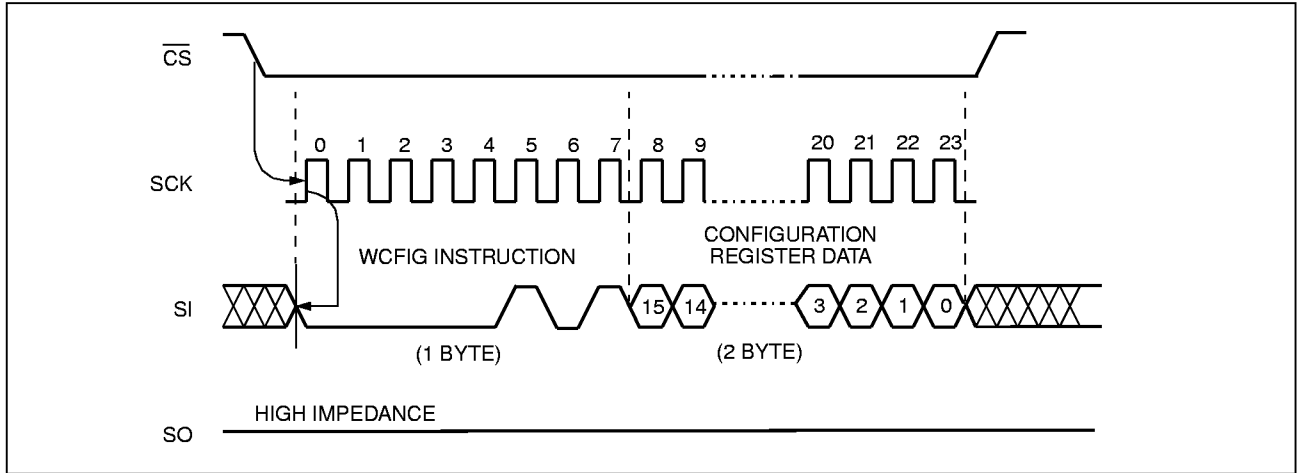 CS
0 1 2 3 4 5 6 7 8 9 20 21 22 23
SCK
WCFIG INSTRUCTION
CONFIGURATION
REGISTER DATA
SI
15 14 3 2 1 0
(1 BYTE)
(2 BYTE)
HIGH IMPEDANCE
SO